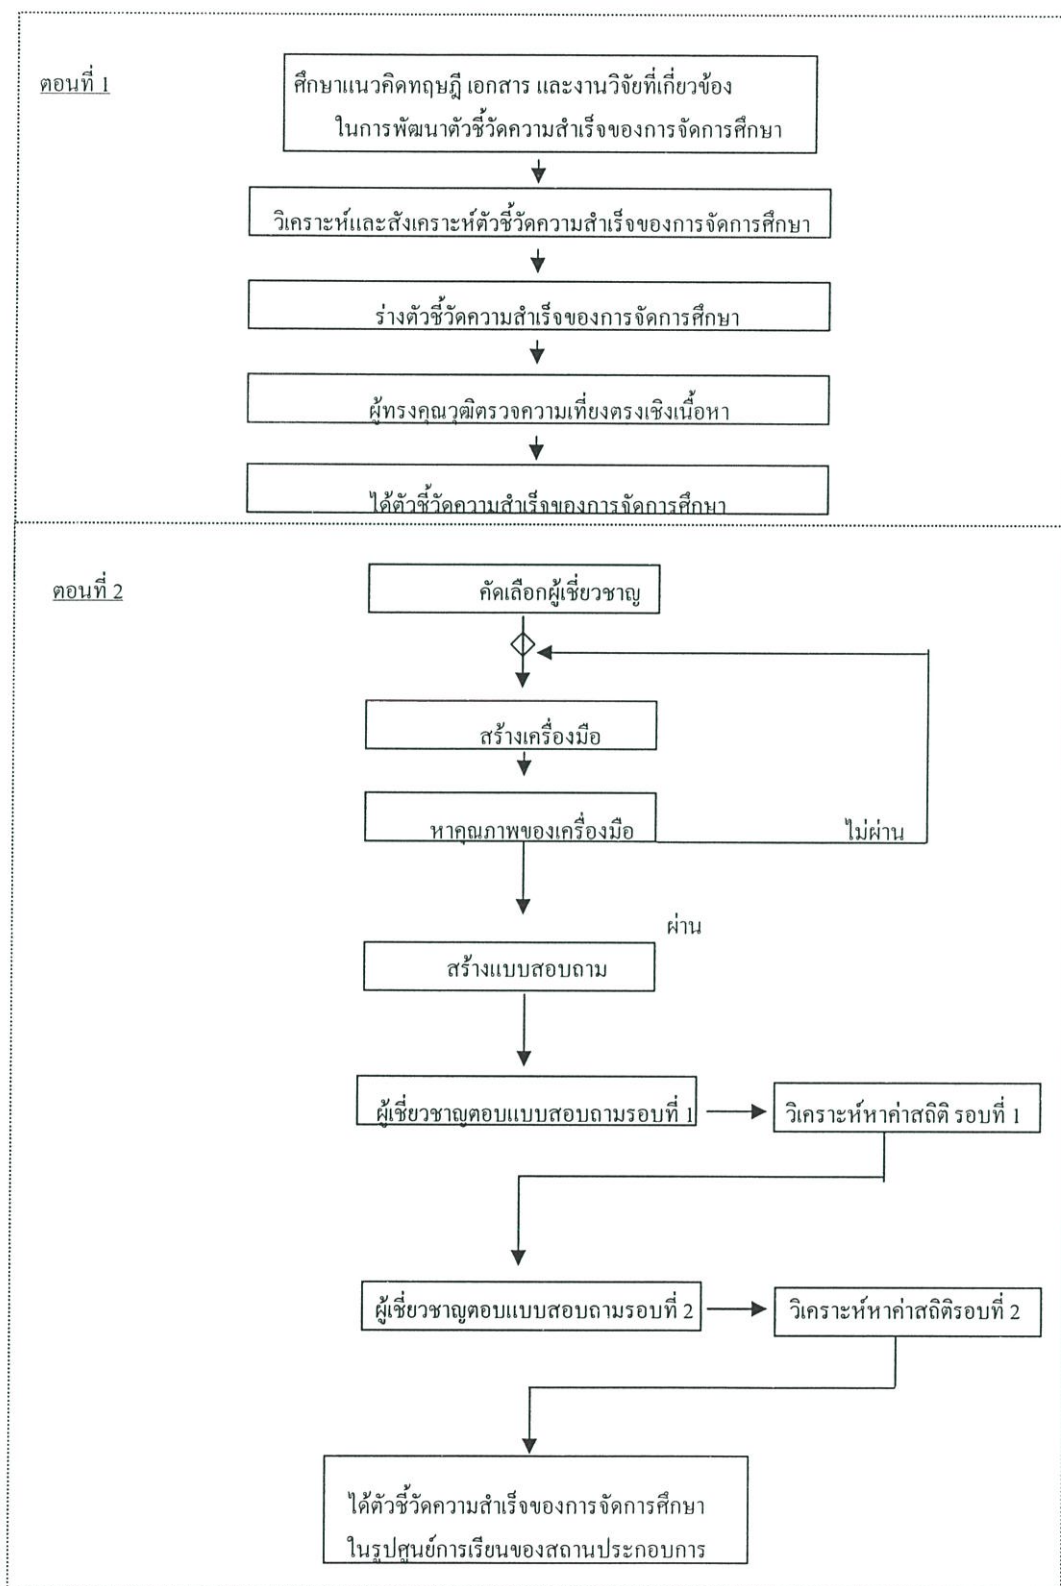 ตอนที่ 1
ศึกษาแนวคิดทฤษฎี เอกสาร และงานวิจัยที่เกี่ยวข้อง
ในการพัฒนาตัวชี้วัดความสำเร็จของการจัดการศึกษา
วิเคราะห์และสังเคราะห์ตัวชี้วัดความสำเร็จของการจัดการศึกษา
ร่างตัวชี้วัดความสำเร็จของการจัดการศึกษา
ผู้ทรงคุณวุฒิตรวจความเที่ยงตรงเชิงเนื้อหา
ได้ตัวชี้วัดความสำเร็จของการจัดการศึกษา
ตอนที่ 2
คัดเลือกผู้เชี่ยวชาญ
สร้างเครื่องมือ
หาคุณภาพของเครื่องมือ
ไม่ผ่าน
ผ่าน
สร้างแบบสอบถาม
ผู้เชี่ยวชาญตอบแบบสอบถามรอบที่ 1
วิเคราะห์หาค่าสถิติ รอบที่ 1
ผู้เชี่ยวชาญตอบแบบสอบถามรอบที่ 2
วิเคราะห์หาค่าสถิติรอบที่ 2
ได้ตัวชี้วัดความสำเร็จของการจัดการศึกษา
ในรูปศูนย์การเรียนของสถานประกอบการ